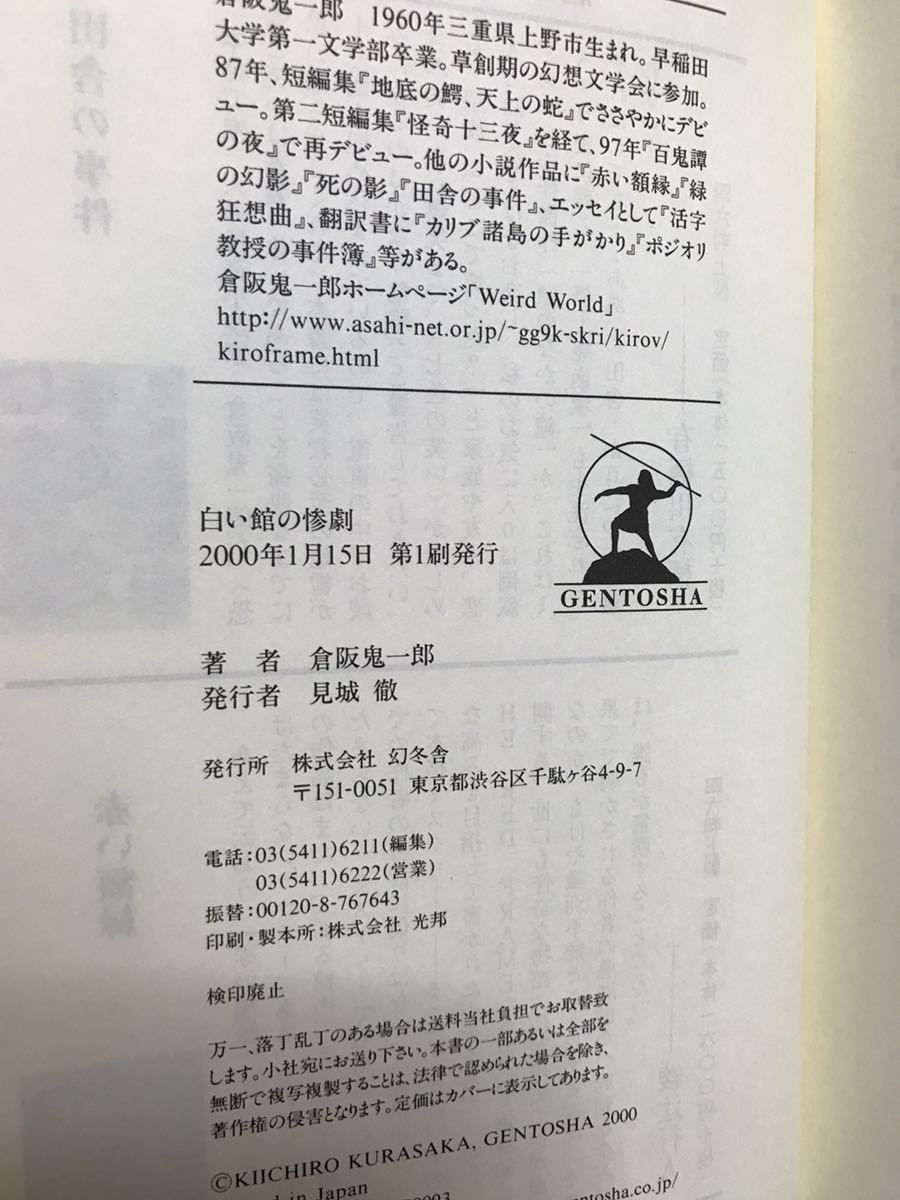 倉阪鬼一郎 1960年三重県上野市生まれ。早稲田
大学第一文学部卒業。草創期の幻想文学会に参加。
87年、短編集『地底の鰐、天上の蛇』でささやかにデビ
ュー。第二短編集『怪奇十三夜』を経て、97年『百鬼譚
の夜』で再デビュー。他の小説作品に『赤い額縁』『緑
の幻影』『死の影』『田舎の事件』、エッセイとして『活字
狂想曲』、翻訳書に『カリブ諸島の手がかり』『ポジオリ
教授の事件簿』等がある。
倉阪鬼一郎ホームページ「Weird World」
http://www.asahi-net.or.jp/~gg9k-skri/kirov/
kiroframe.html
白い館の惨劇
2000年1月15日 第1刷発行
GENTOSHA
著 者 倉阪鬼一郎
発行者 見城 徹
発行所 株式会社 幻冬舎
〒151-0051 東京都渋谷区千駄ヶ谷4-9-7
電話:03(5411)6211(編集)
03(5411)6222(営業)
振替:00120-8-767643
印刷・製本所:株式会社 光邦
検印廃止
万一、落丁乱丁のある場合は送料当社負担でお取替致
します。小社宛にお送り下さい。本書の一部あるいは全部を
無断で複写複製することは、法律で認められた場合を除き、
著作権の侵害となります。定価はカバーに表示してあります。
©KIICHIRO KURASAKA, GENTOSHA 2000
in Japan